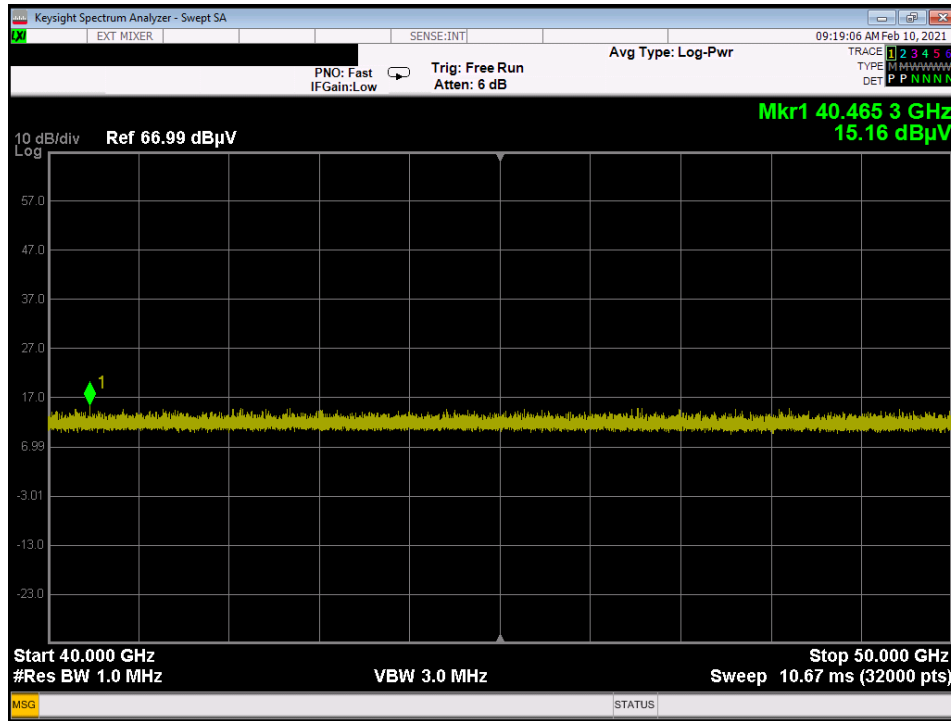 Keysight Spectrum Analyzer - Swept SA
LXI EXT MIXER SENSE:INT 09:19:06 AM Feb 10, 2021
PNO: Fast
IFGain:Low
Trig: Free Run
Atten: 6 dB
Avg Type: Log-Pwr
TRACE 1 2 3 4 5 6
TYPE M M W W W W
DET P P N N N N
Mkr1 40.465 3 GHz
15.16 dBµV
10 dB/div Ref 66.99 dBµV
Log
57.0
47.0
37.0
27.0
1
17.0
6.99
-3.01
-13.0
-23.0
Start 40.000 GHz Stop 50.000 GHz
#Res BW 1.0 MHz VBW 3.0 MHz Sweep 10.67 ms (32000 pts)
MSG STATUS